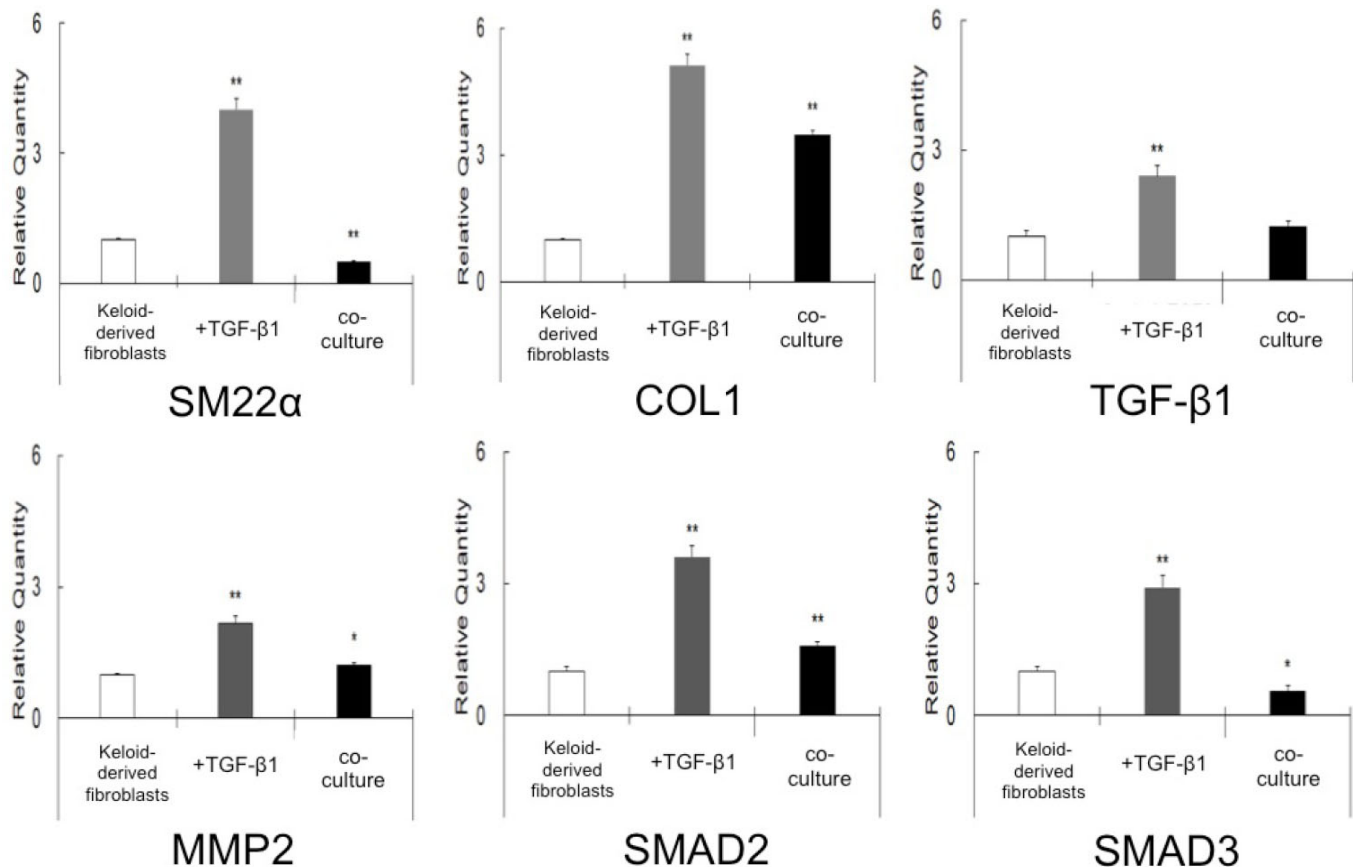 6
**
3
**
0
Relative Quantity
Keloid-
derived
fibroblasts
+TGF-β1
co-
culture
SM22α
6
**
**
3
0
Relative Quantity
Keloid-
derived
fibroblasts
+TGF-β1
co-
culture
COL1
6
3
**
0
Relative Quantity
Keloid-
derived
fibroblasts
+TGF-β1
co-
culture
TGF-β1
6
3
**
*
0
Relative Quantity
Keloid-
derived
fibroblasts
+TGF-β1
co-
culture
MMP2
6
**
3
**
0
Relative Quantity
Keloid-
derived
fibroblasts
+TGF-β1
co-
culture
SMAD2
6
**
3
*
0
Relative Quantity
Keloid-
derived
fibroblasts
+TGF-β1
co-
culture
SMAD3